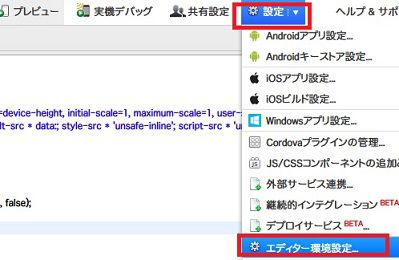 プレビュー 実機デバッグ 共有設定 設定 ヘルプ & サポ
Androidアプリ設定...
Androidキーストア設定...
iOSアプリ設定...
iOSビルド設定...
Windowsアプリ設定...
Cordovaプラグインの管理...
JS/CSSコンポーネントの追加と
外部サービス連携...
継続的インテグレーション BETA
デプロイサービス BETA...
エディター環境設定...
=device-height, initial-scale=1, maximum-scale=1, user-s
lt-src * data:; style-src * 'unsafe-inline'; script-src * 'u
, false);